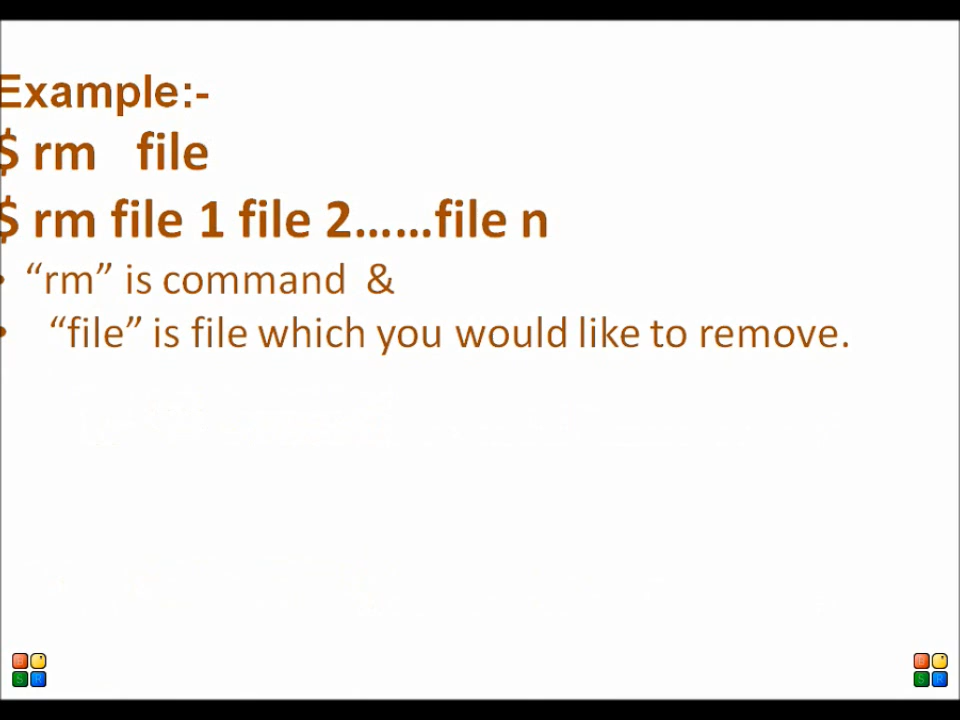 Example:-
$ rm file
$ rm file 1 file 2......file n
• “rm” is command &
• “file” is file which you would like to remove.